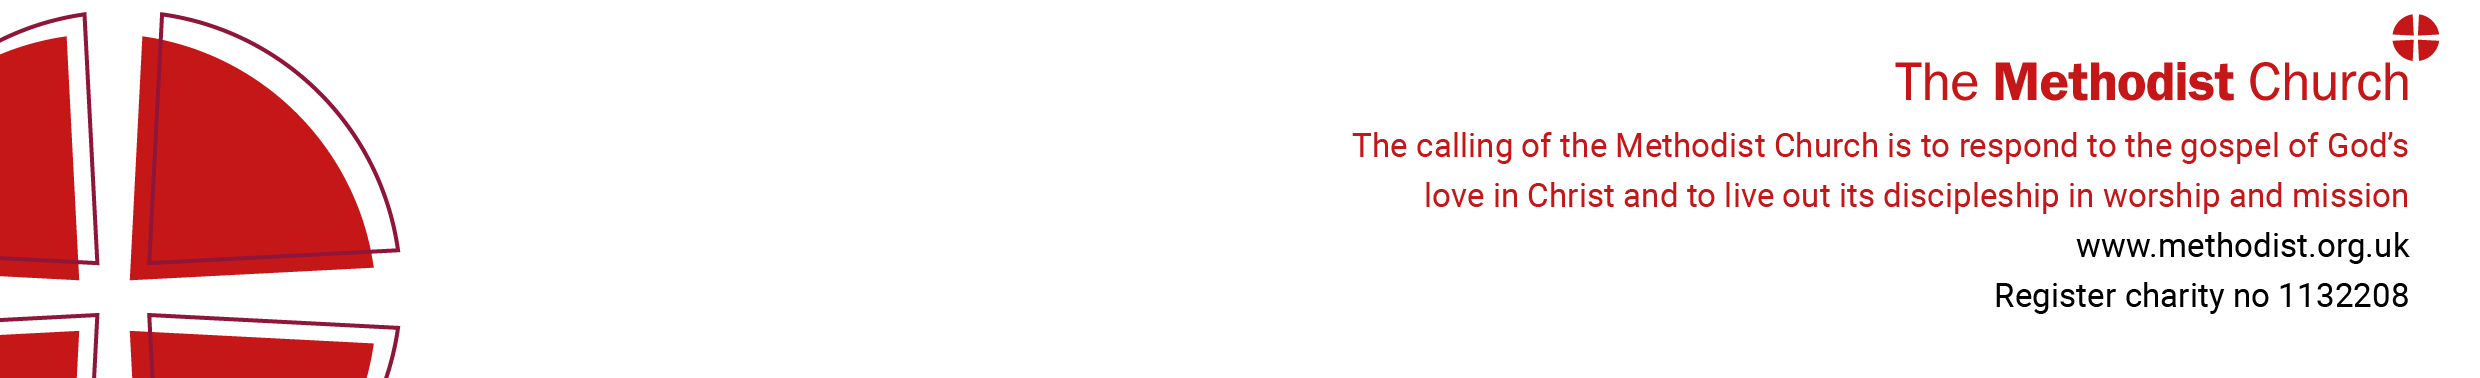 The Methodist Church
The calling of the Methodist Church is to respond to the gospel of God’s
love in Christ and to live out its discipleship in worship and mission
www.methodist.org.uk
Register charity no 1132208